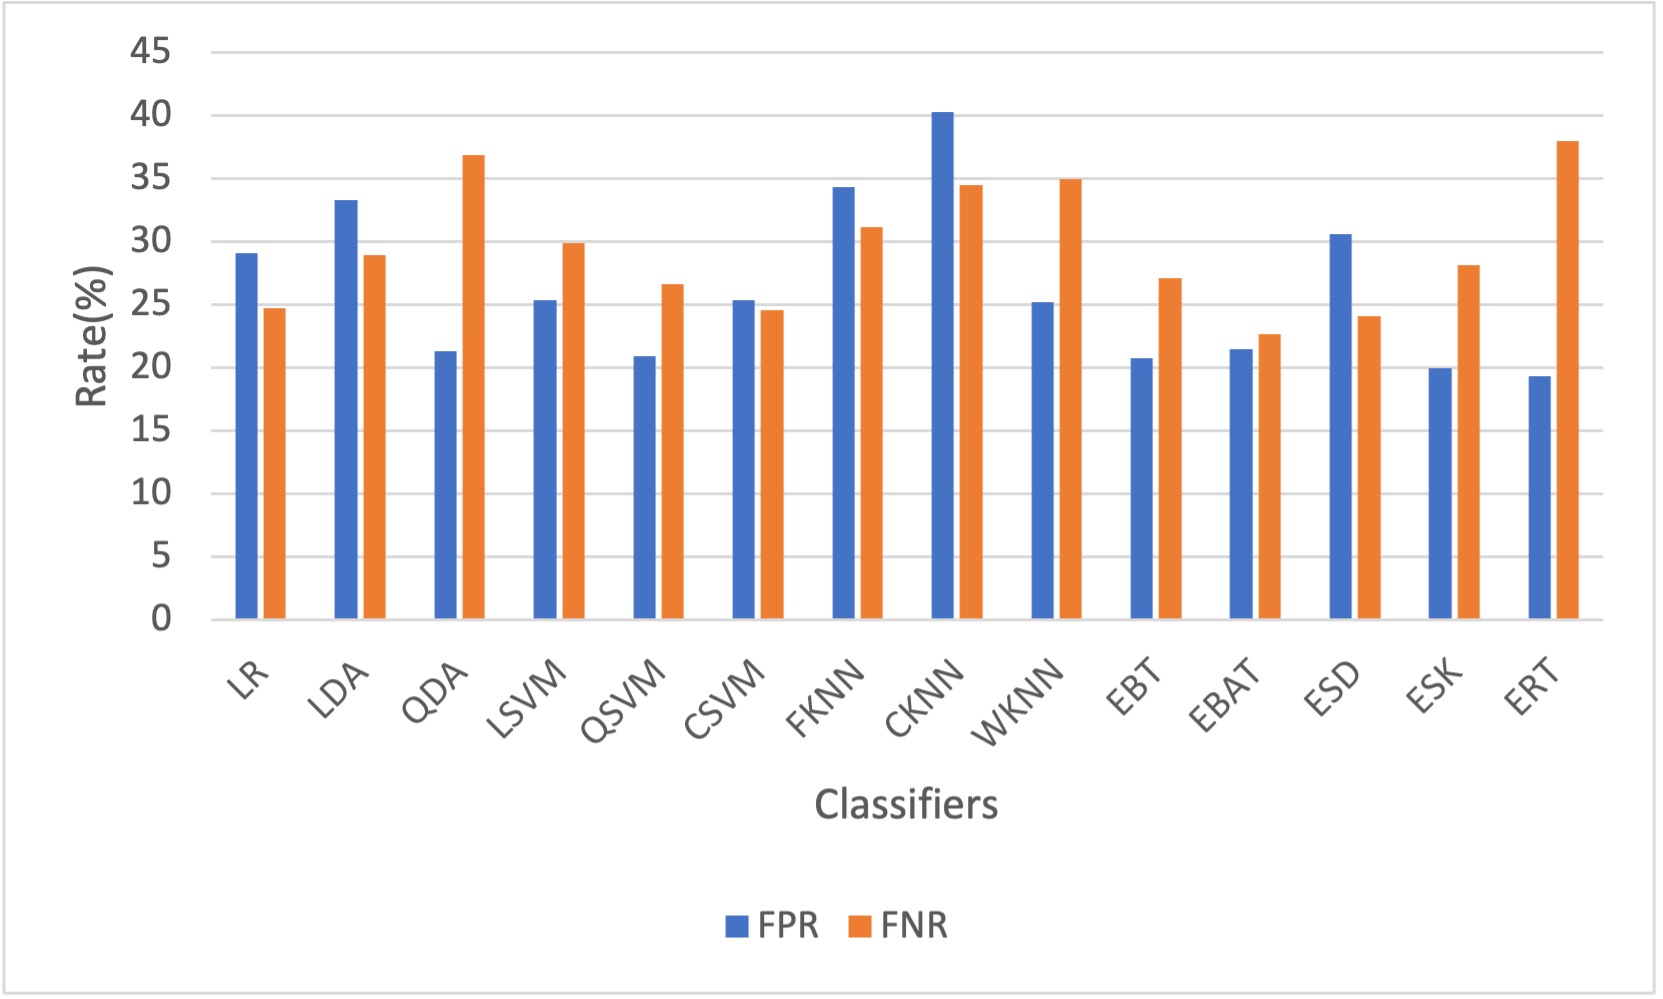 45
40
35
30
25
20
15
10
5
0
Rate(%)
LR LDA QDA LSVM QSVM CSVM FKNN CKNN WKNN EBT EBAT ESD ESK ERT
Classifiers
FPR FNR